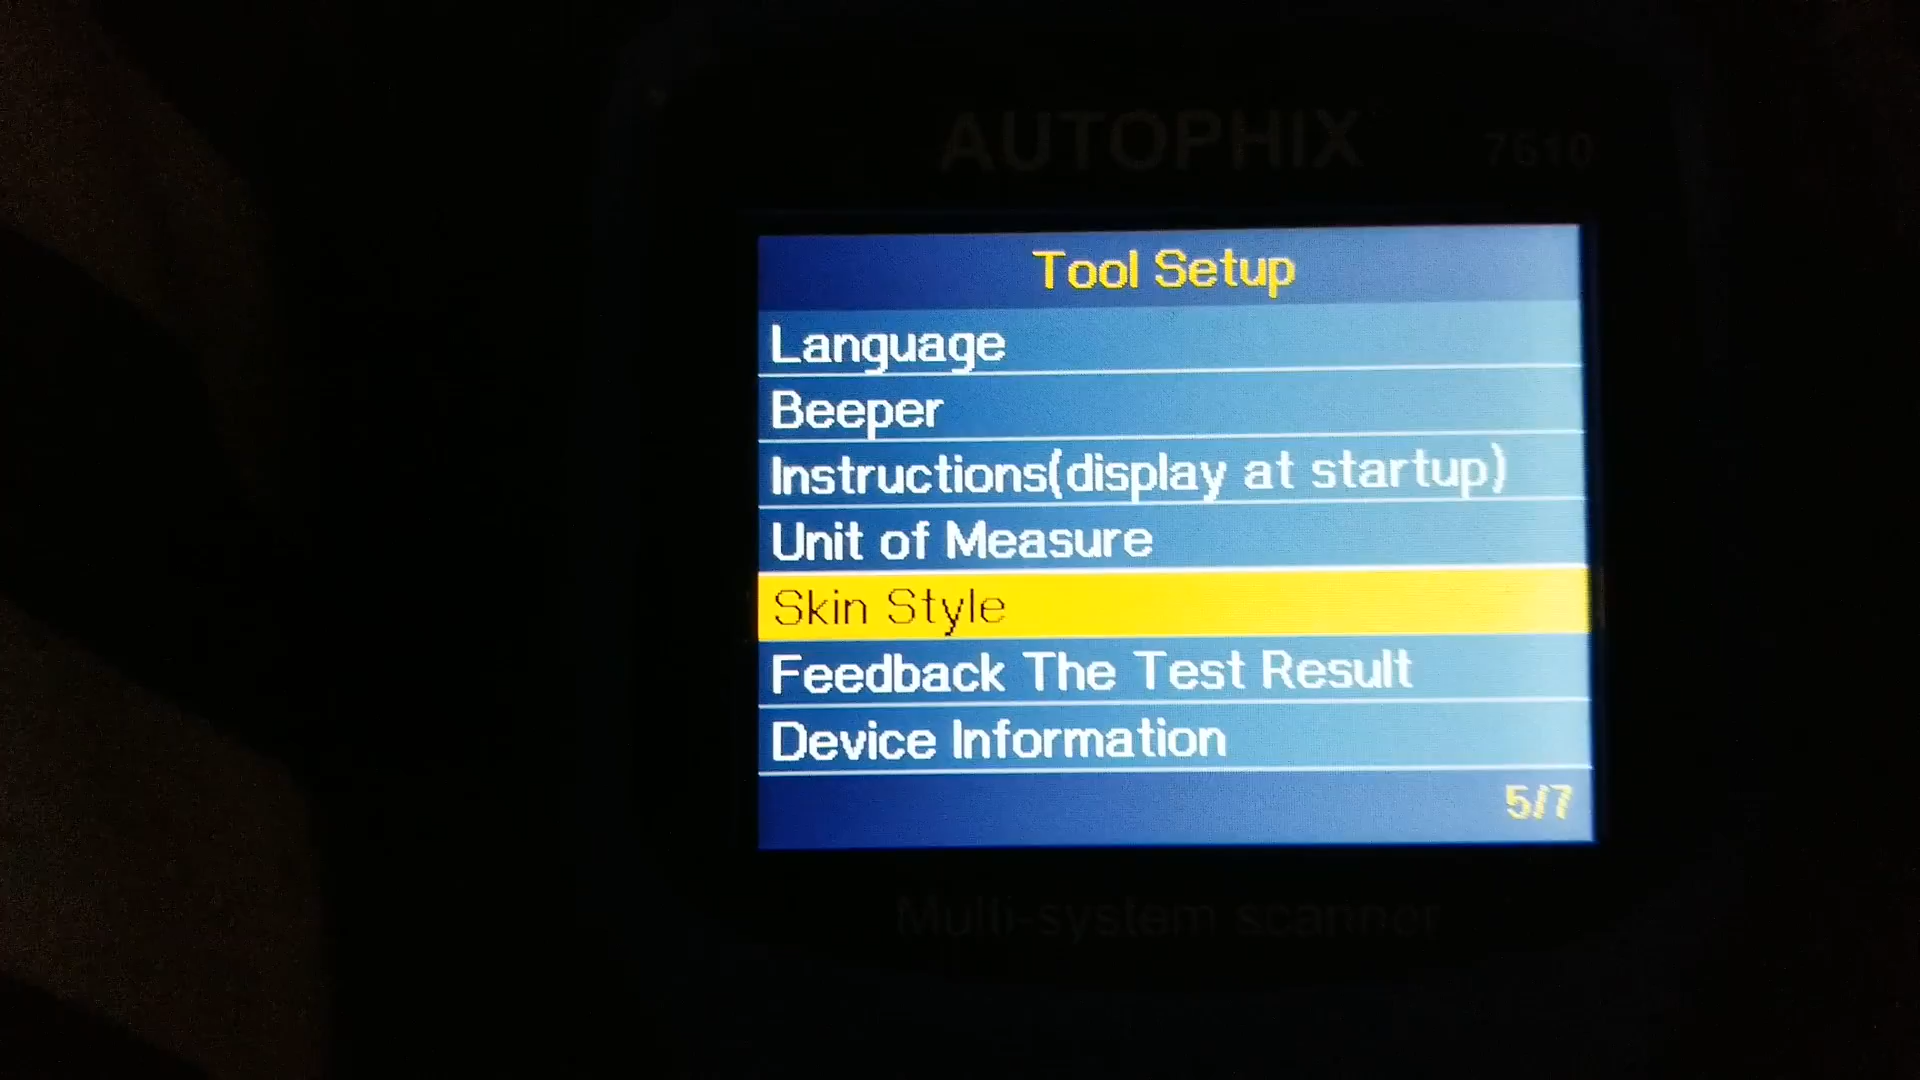 AUTOPHIX 7610
Tool Setup
Language
Beeper
Instructions(display at startup)
Unit of Measure
Skin Style
Feedback The Test Result
Device Information
5/7
Multi-system scanner